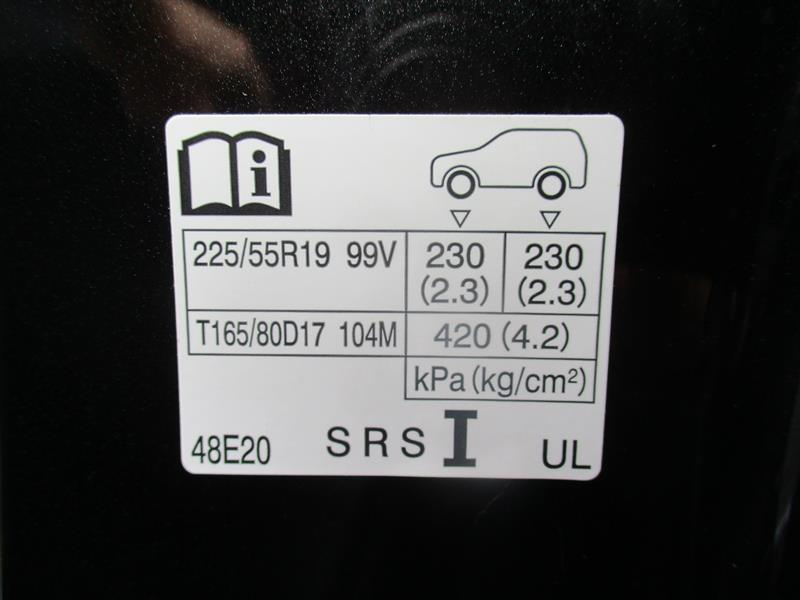 i
225/55R19 99V 230 (2.3) 230 (2.3)
T165/80D17 104M 420 (4.2)
kPa (kg/cm²)
48E20 SRS I UL